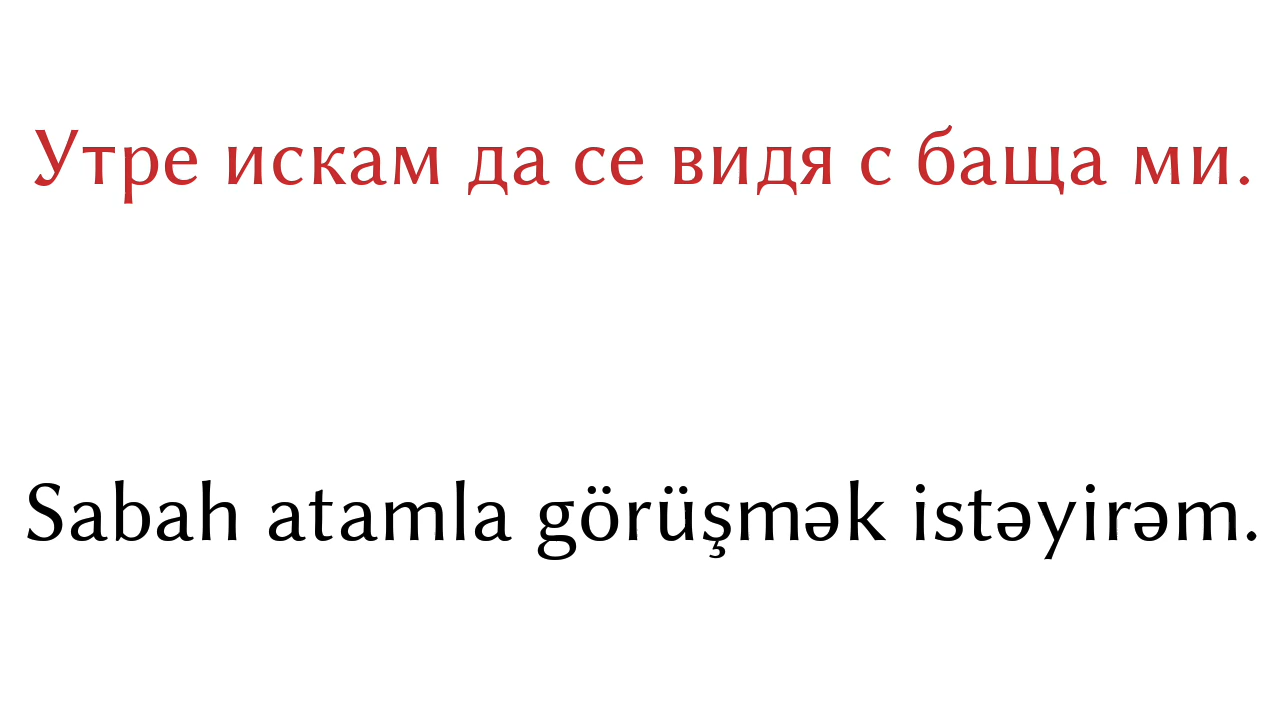 Утре искам да се видя с баща ми.
Sabah atamla görüşmək istəyirəm.